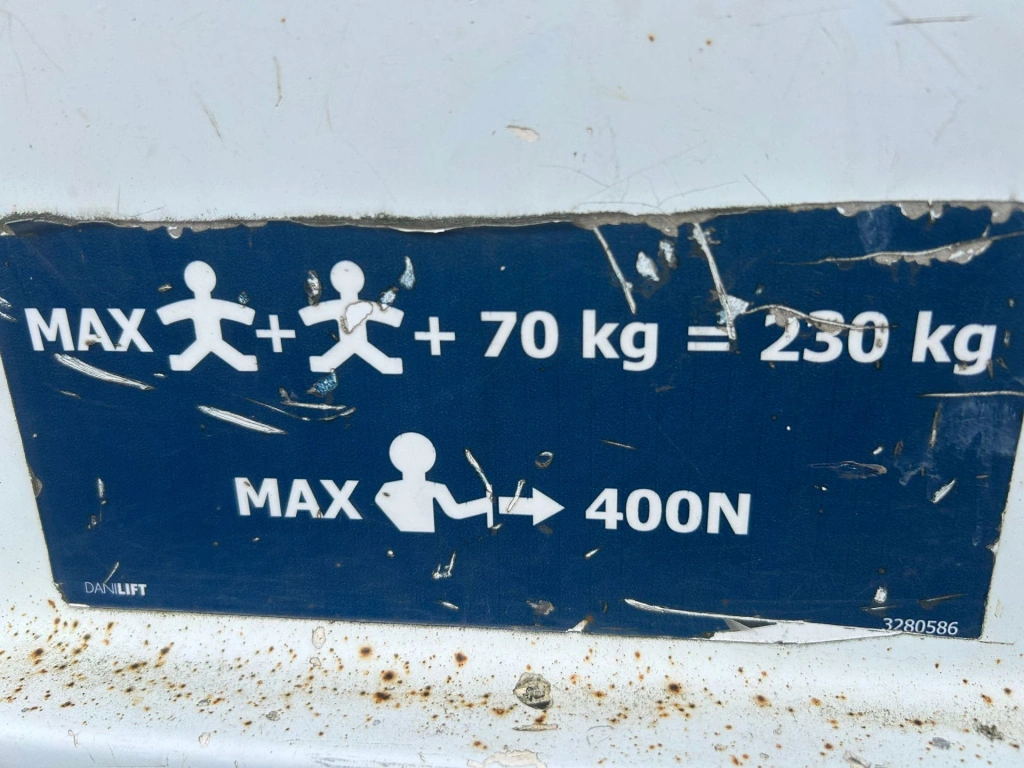 MAX + + 70 kg = 230 kg
MAX 400N
DANILIFT
3280586